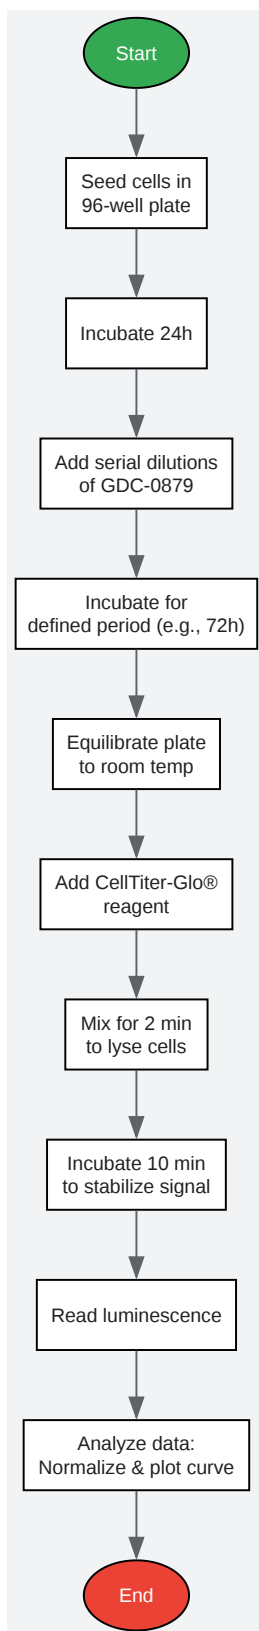 Start
Seed cells in
96-well plate
Incubate 24h
Add serial dilutions
of GDC-0879
Incubate for
defined period (e.g., 72h)
Equilibrate plate
to room temp
Add CellTiter-Glo®
reagent
Mix for 2 min
to lyse cells
Incubate 10 min
to stabilize signal
Read luminescence
Analyze data:
Normalize & plot curve
End